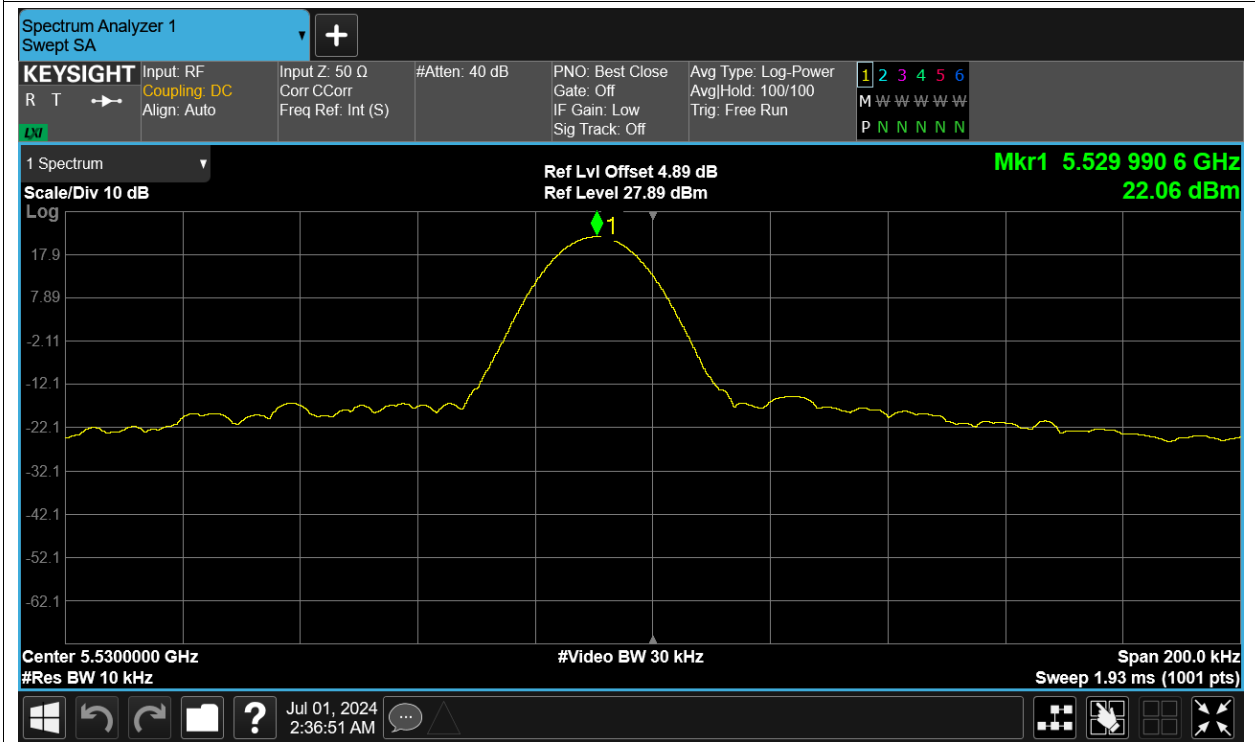 Spectrum Analyzer 1
Swept SA
+
KEYSIGHT
R T
LXI
Input: RF
Coupling: DC
Align: Auto
Input Z: 50 Ω
Corr CCorr
Freq Ref: Int (S)
#Atten: 40 dB
PNO: Best Close
Gate: Off
IF Gain: Low
Sig Track: Off
Avg Type: Log-Power
Avg|Hold: 100/100
Trig: Free Run
1 2 3 4 5 6
M W W W W W
P N N N N N
1 Spectrum
Scale/Div 10 dB
Log
Ref Lvl Offset 4.89 dB
Ref Level 27.89 dBm
Mkr1 5.529 990 6 GHz
22.06 dBm
1
17.9
7.89
-2.11
-12.1
-22.1
-32.1
-42.1
-52.1
-62.1
Center 5.5300000 GHz
#Res BW 10 kHz
#Video BW 30 kHz
Span 200.0 kHz
Sweep 1.93 ms (1001 pts)
?
Jul 01, 2024
2:36:51 AM